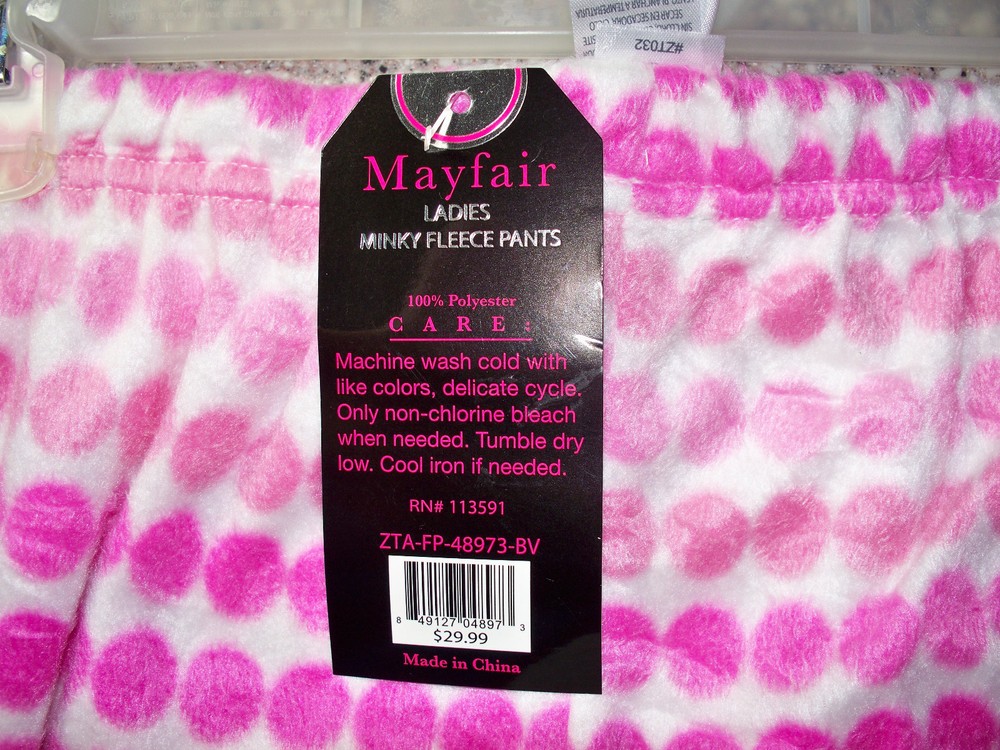 #ZT032
Mayfair
LADIES
MINKY FLEECE PANTS
100% Polyester
CARE:
Machine wash cold with
like colors, delicate cycle.
Only non-chlorine bleach
when needed. Tumble dry
low. Cool iron if needed.
RN# 113591
ZTA-FP-48973-BV
8 49127 04897 3
$29.99
Made in China